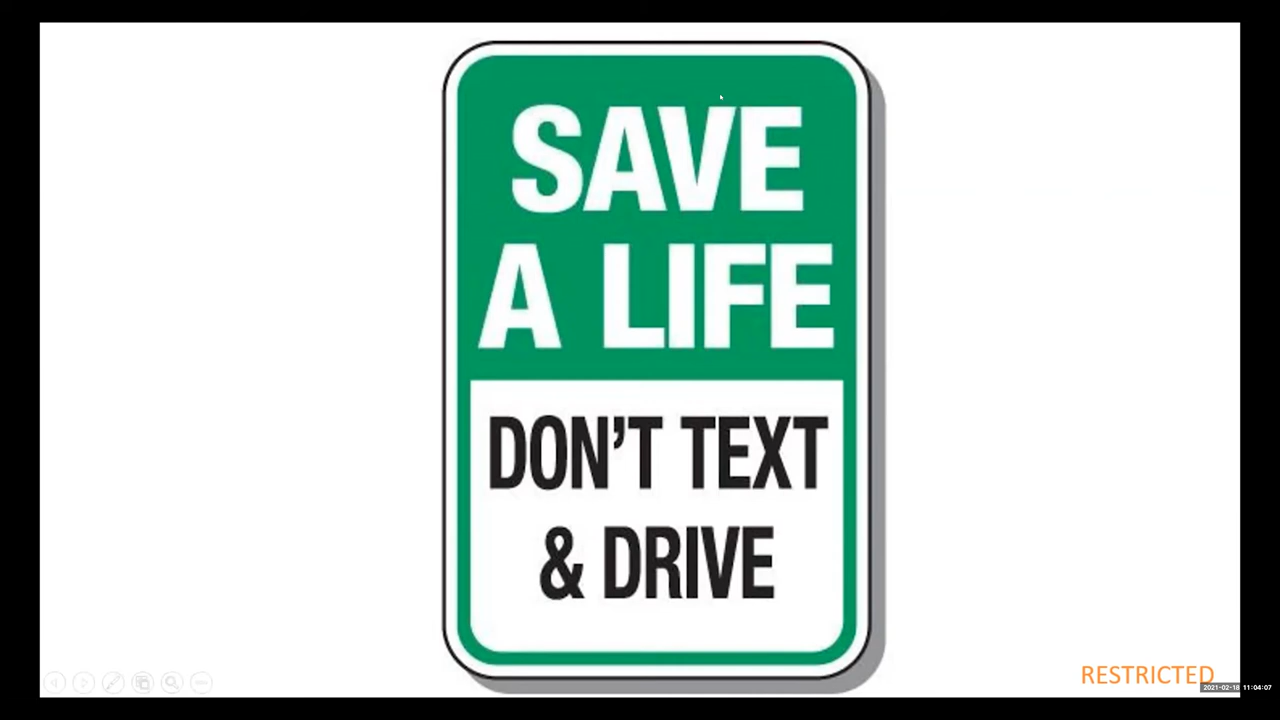 SAVE
A LIFE
DON'T TEXT
& DRIVE
RESTRICTED
2021-02-18 11:04:07